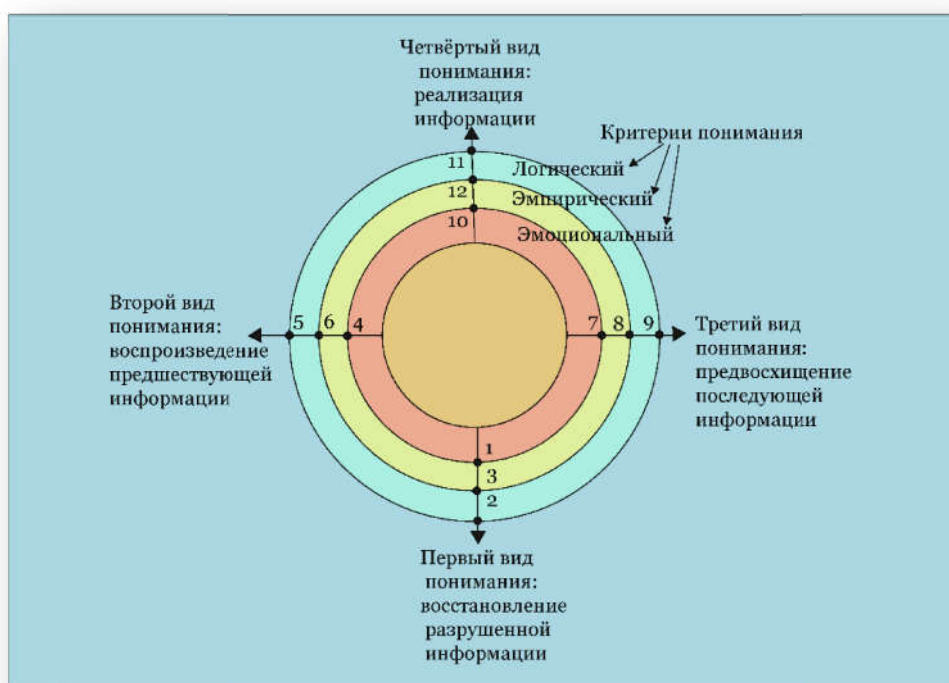 Четвёртый вид
понимания:
реализация
информации
Критерии понимания
11
Логический
12
Эмпирический
10
Эмоциональный
Второй вид
понимания:
воспроизведение
предшествующей
информации
5 6 4
7 8 9
Третий вид
понимания:
предвосхищение
последующей
информации
1
3
2
Первый вид
понимания:
восстановление
разрушенной
информации